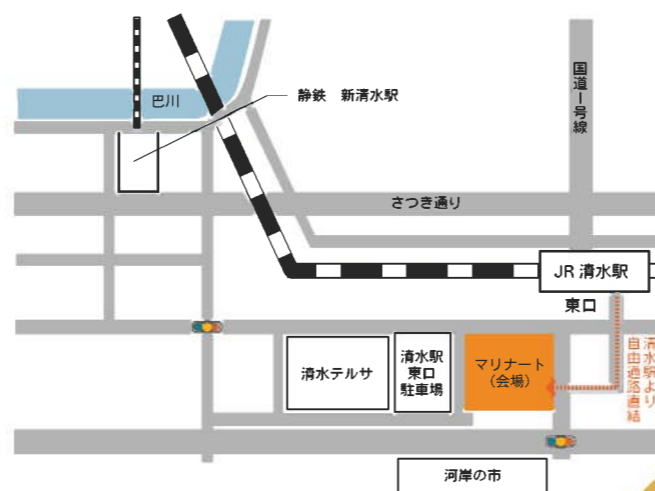 巴川
静鉄 新清水駅
国道1号線
さつき通り
JR 清水駅
東口
清水テルサ
清水駅
東口
駐車場
マリナート
(会場)
清水駅より
自由通路直結
河岸の市